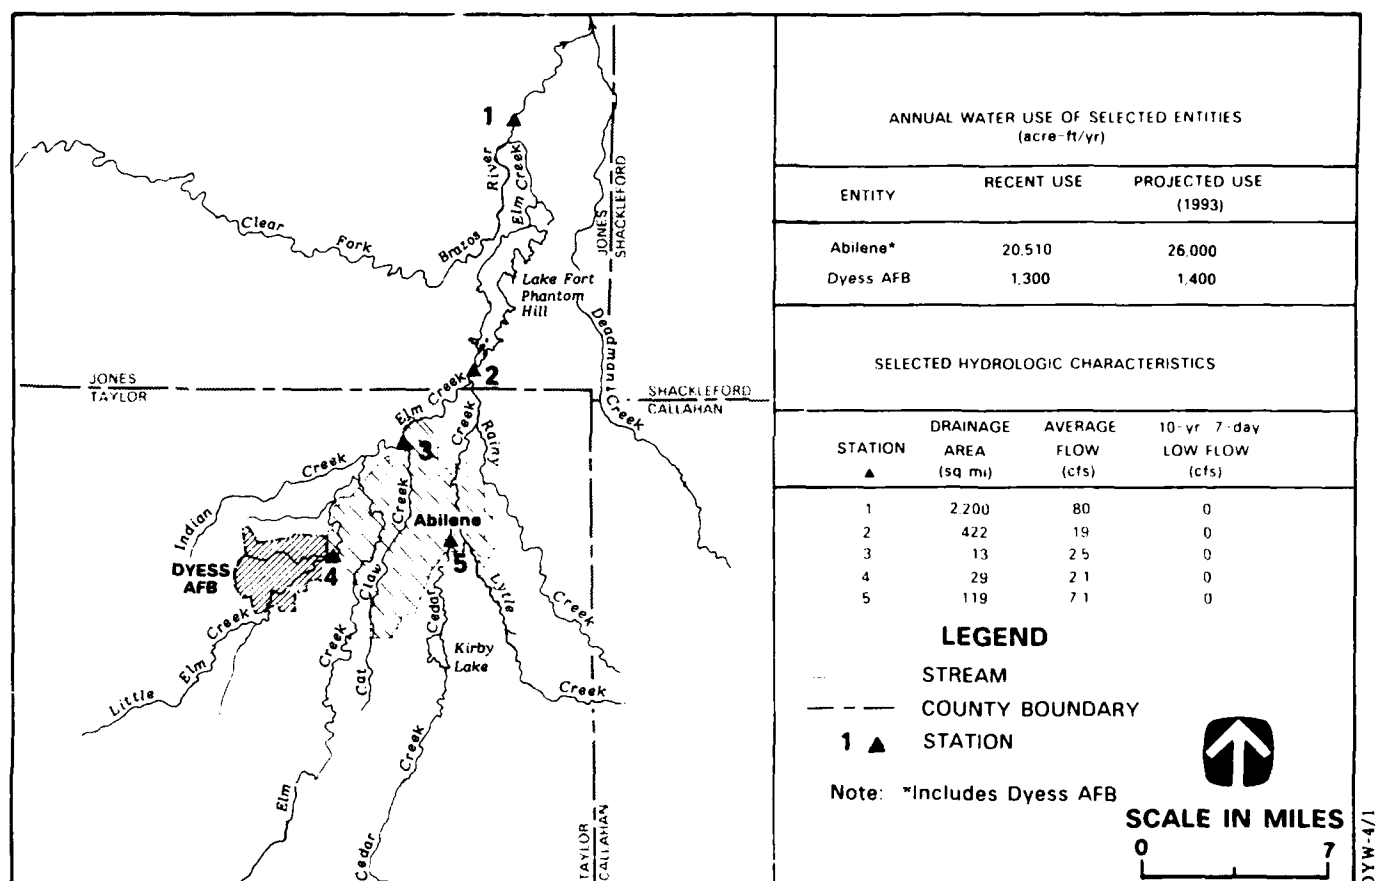 1
River
Elm Creek
JONES
SHACKLEFORD
Clear
Fork
Brazos
Lake Fort
Phantom
Hill
Deadman
Creek
2
JONES
TAYLOR
SHACKLEFORD
CALLAHAN
Elm Creek
Creek
Rainy
3
Creek
Indian
Creek
Abilene
DYESS
AFB
4
5
Claw
Cedar
Lytle
Creek
Creek
Creek
Kirby
Lake
Cat
Elm
Little
Creek
Creek
Elm
Cedar
TAYLOR
CALLAHAN
ANNUAL WATER USE OF SELECTED ENTITIES
(acre-ft/yr)
ENTITY RECENT USE PROJECTED USE
(1993)
Abilene* 20,510 26,000
Dyess AFB 1,300 1,400
SELECTED HYDROLOGIC CHARACTERISTICS
DRAINAGE AVERAGE 10-yr 7-day
STATION AREA FLOW LOW FLOW
▲ (sq mi) (cfs) (cfs)
1 2,200 80 0
2 422 19 0
3 13 2 5 0
4 29 2 1 0
5 119 7 1 0
LEGEND
STREAM
COUNTY BOUNDARY
1 ▲ STATION
Note: *Includes Dyess AFB
SCALE IN MILES
0 7
DYW-4/1